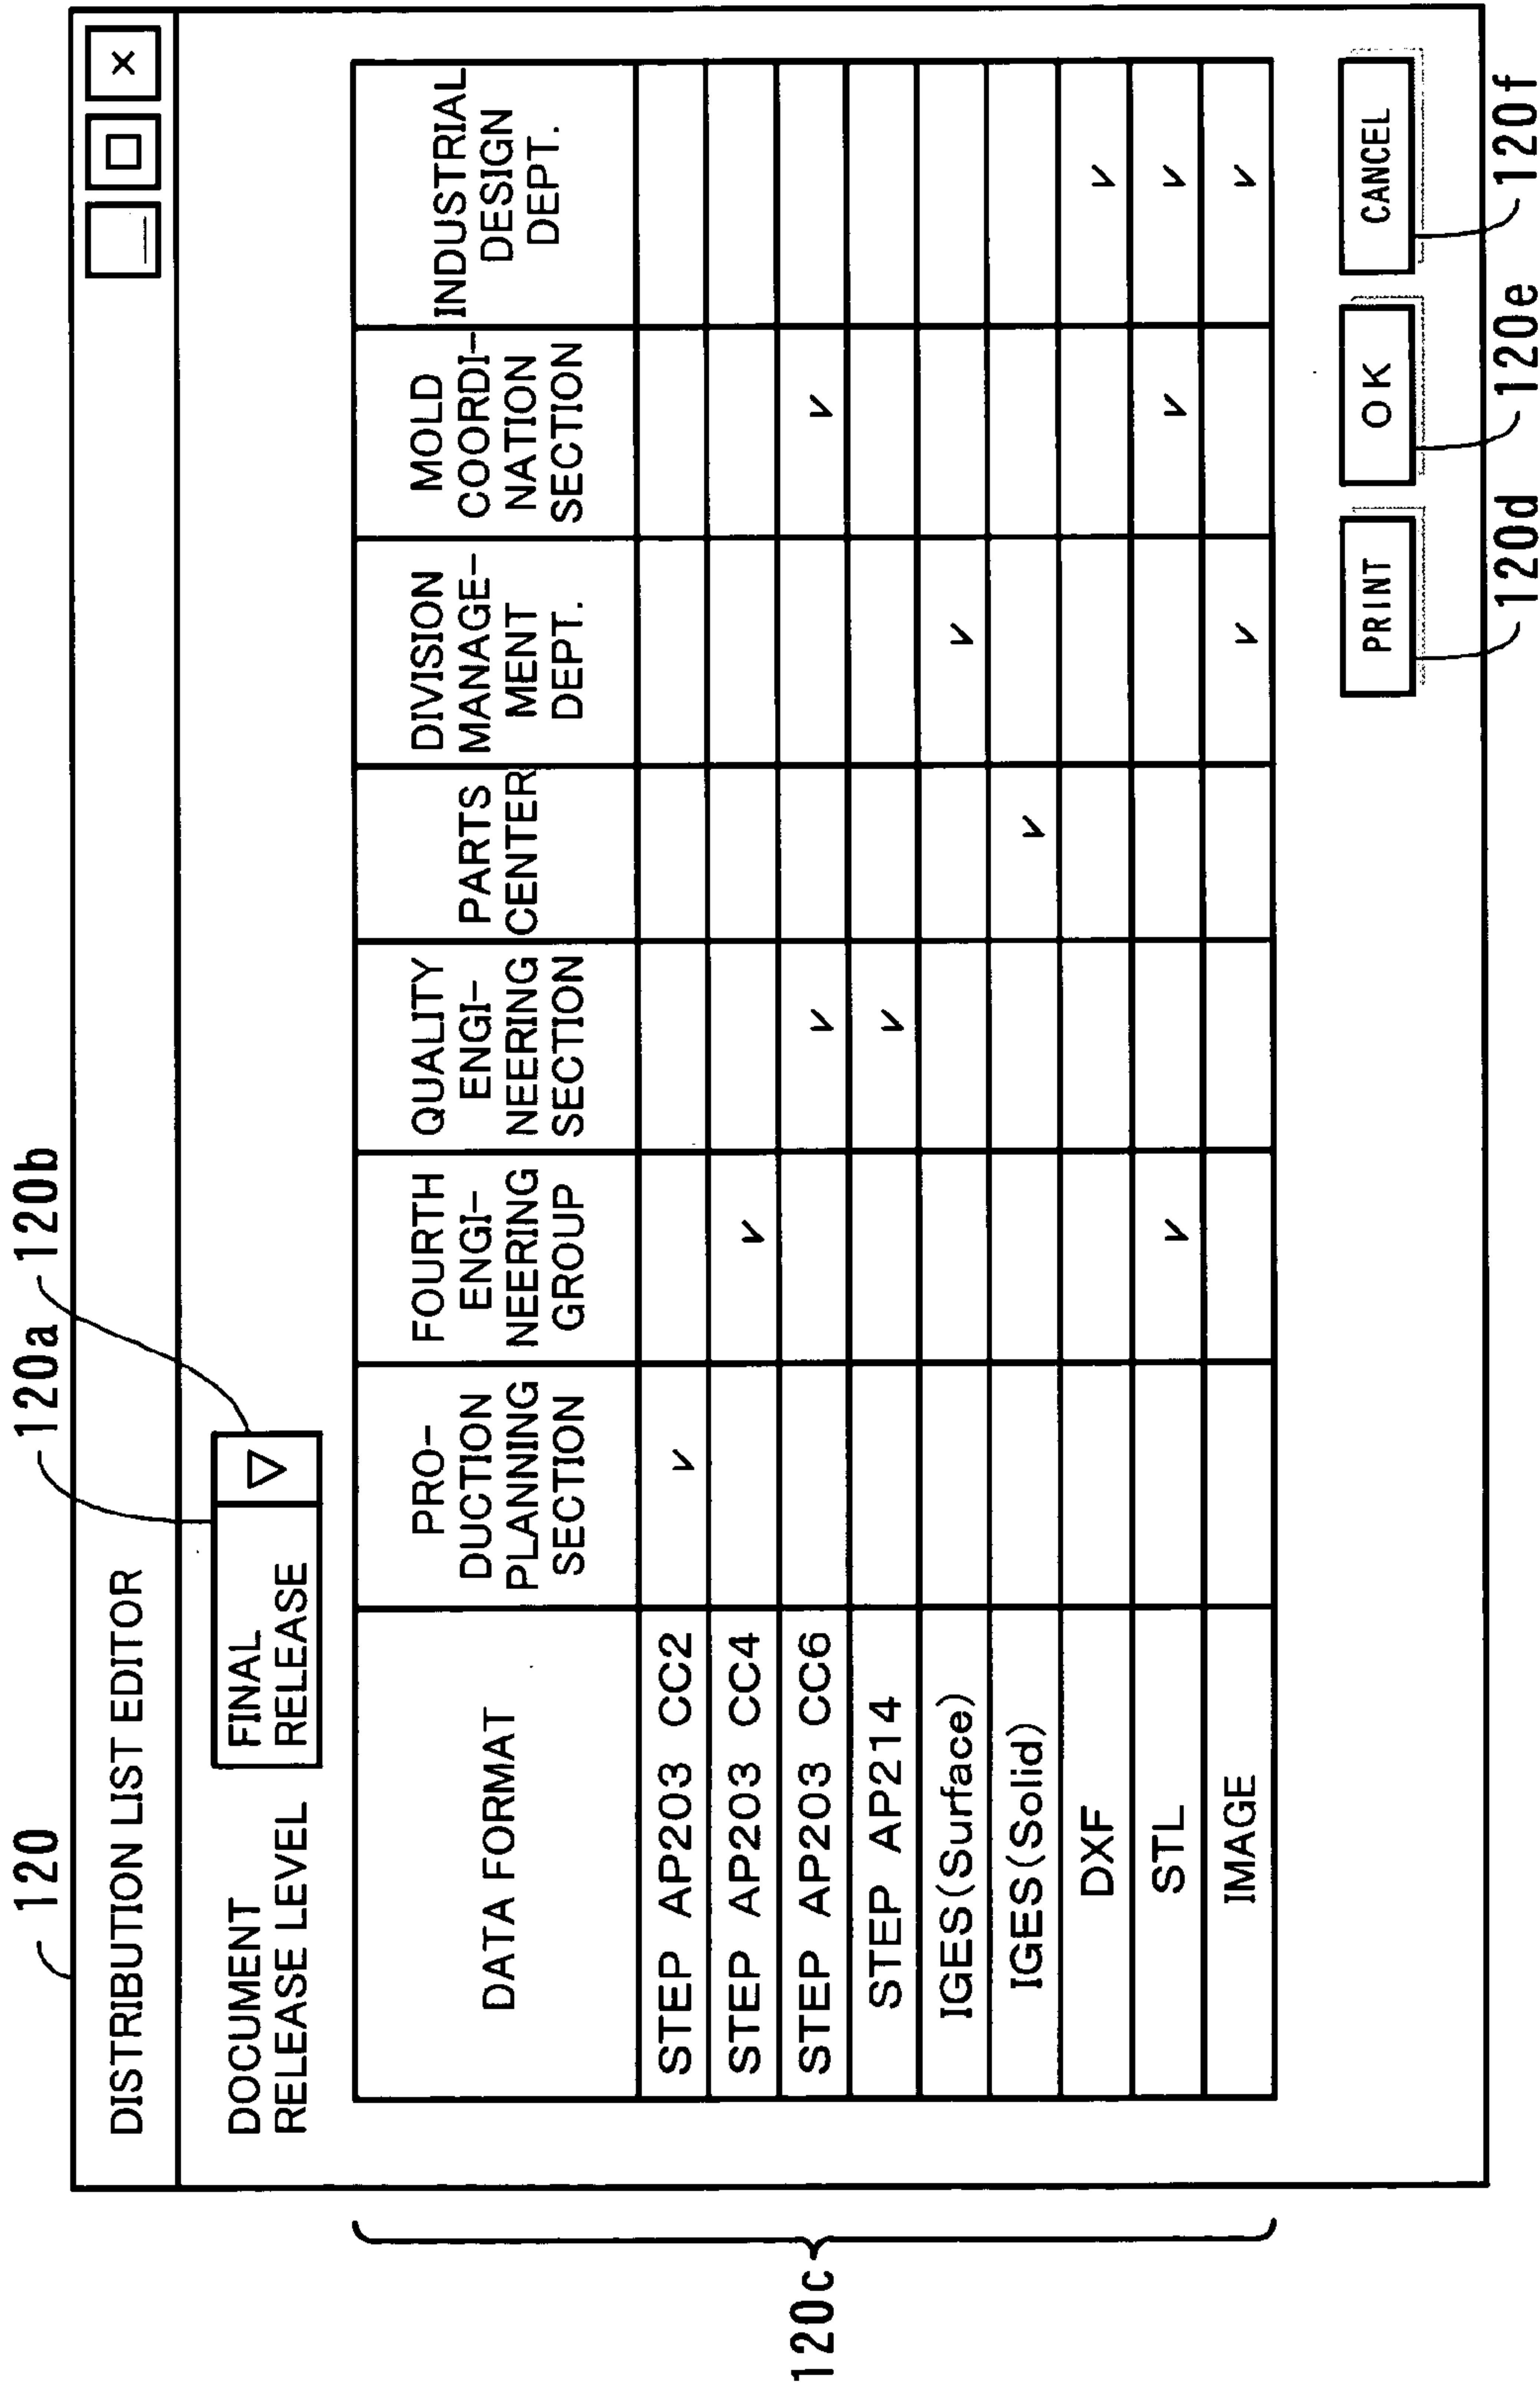 120
120a
120b
DISTRIBUTION LIST EDITOR
×
DOCUMENT
RELEASE LEVEL
FINAL
RELEASE
▽
DATA FORMAT
PRO-
DUCTION
PLANNING
SECTION
FOURTH
ENGI-
NEERING
GROUP
QUALITY
ENGI-
NEERING
SECTION
PARTS
CENTER
DIVISION
MANAGE-
MENT
DEPT.
MOLD
COORDI-
NATION
SECTION
INDUSTRIAL
DESIGN
DEPT.
STEP AP203 CC2 v
STEP AP203 CC4 v
STEP AP203 CC6 v v
STEP AP214 v
IGES(Surface) v
IGES(Solid) v
DXF v
STL v v v
IMAGE v v
120c
PRINT
OK
CANCEL
120d
120e
120f